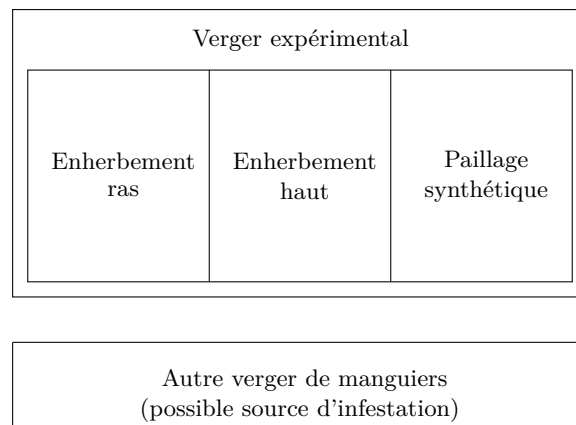 Verger expérimental
Enherbement
ras
Enherbement
haut
Paillage
synthétique
Autre verger de manguiers
(possible source d'infestation)